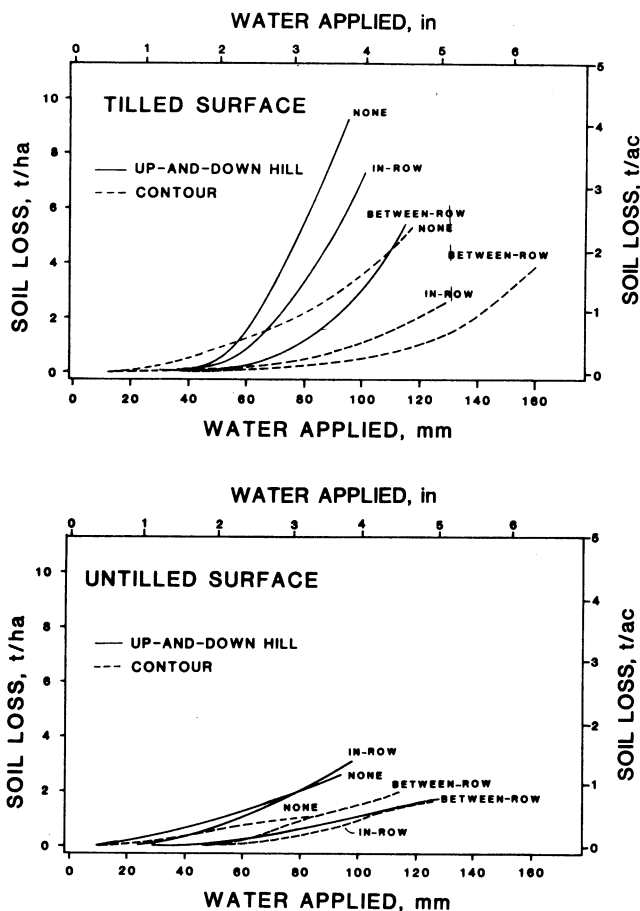 WATER APPLIED, in
0 1 2 3 4 5 6
TILLED SURFACE
UP-AND-DOWN HILL
CONTOUR
NONE
IN-ROW
BETWEEN-ROW
NONE
BETWEEN-ROW
IN-ROW
SOIL LOSS, t/ha
10
8
6
4
2
0
SOIL LOSS, t/ac
5
4
3
2
1
0
0 20 40 60 80 100 120 140 160
WATER APPLIED, mm
WATER APPLIED, in
0 1 2 3 4 5 6
UNTILLED SURFACE
UP-AND-DOWN HILL
CONTOUR
IN-ROW
NONE
BETWEEN-ROW
NONE
BETWEEN-ROW
IN-ROW
SOIL LOSS, t/ha
10
8
6
4
2
0
SOIL LOSS, t/ac
5
4
3
2
1
0
0 20 40 60 80 100 120 140 160
WATER APPLIED, mm